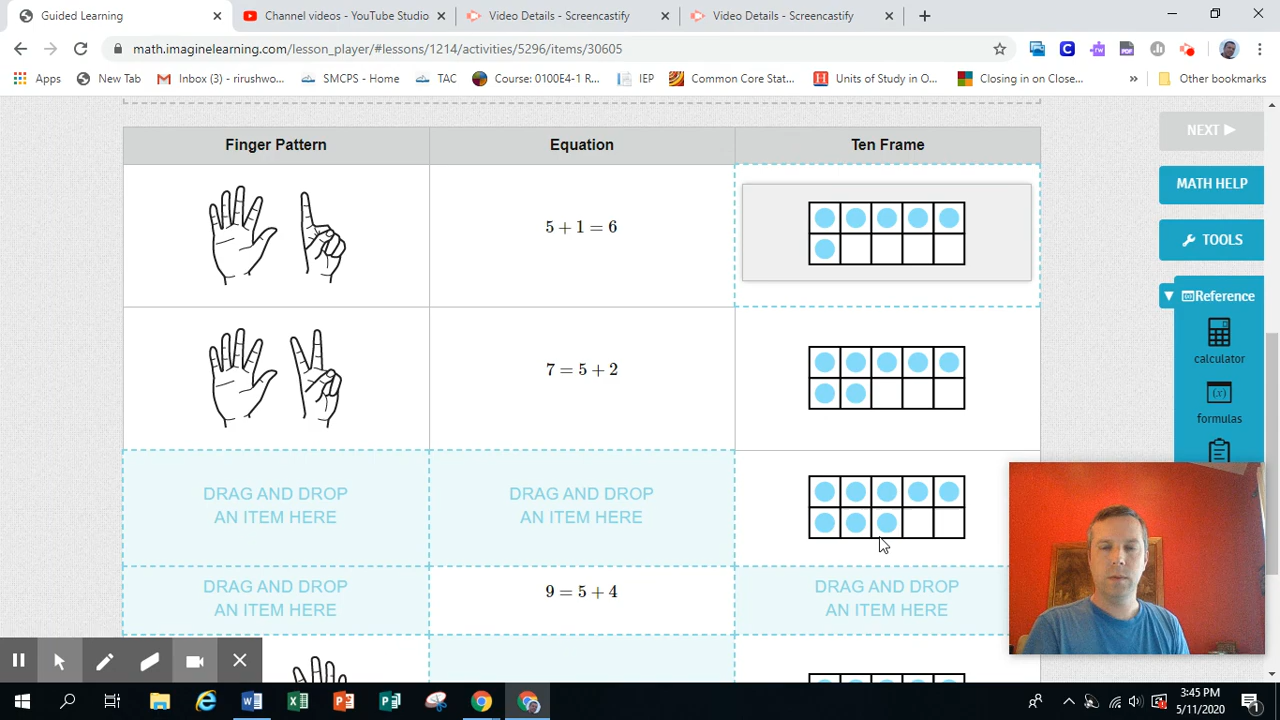 Guided Learning
Channel videos - YouTube Studio
Video Details - Screencastify
Video Details - Screencastify
math.imaginelearning.com/lesson_player/#lessons/1214/activities/5296/items/30605
Apps
New Tab
Inbox (3) - rirushwo...
SMCPS - Home
TAC
Course: 0100E4-1 R...
IEP
Common Core Stat...
Units of Study in O...
Closing in on Close...
»
Other bookmarks
NEXT ▶
MATH HELP
TOOLS
Reference
calculator
(x)
formulas
Finger Pattern
Equation
Ten Frame
5 + 1 = 6
7 = 5 + 2
DRAG AND DROP
AN ITEM HERE
DRAG AND DROP
AN ITEM HERE
DRAG AND DROP
AN ITEM HERE
9 = 5 + 4
DRAG AND DROP
AN ITEM HERE
3:45 PM
5/11/2020